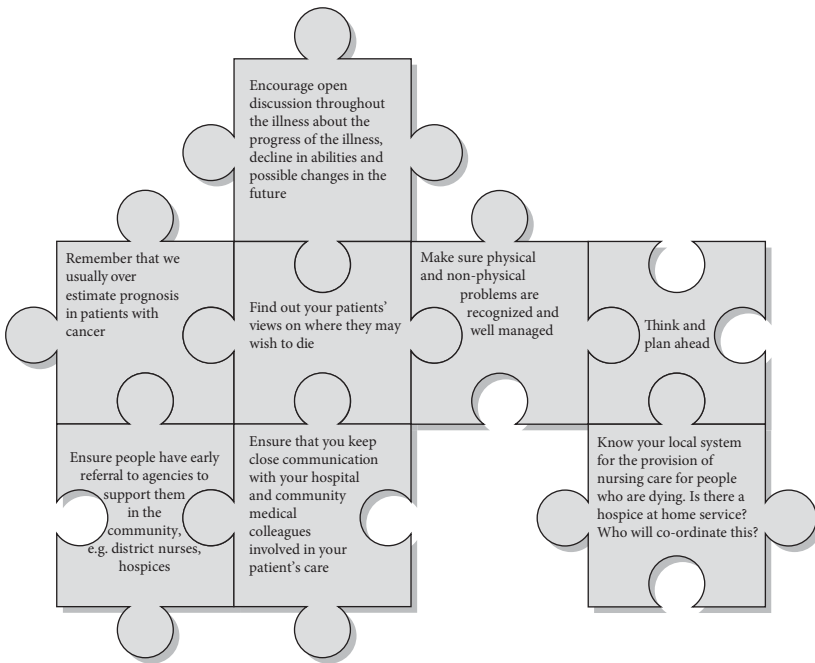 Encourage open
discussion throughout
the illness about the
progress of the illness,
decline in abilities and
possible changes in the
future
Remember that we
usually over
estimate prognosis
in patients with
cancer
Find out your patients'
views on where they may
wish to die
Make sure physical
and non-physical
problems are
recognized and
well managed
Think and
plan ahead
Ensure people have early
referral to agencies to
support them
in the
community,
e.g. district nurses,
hospices
Ensure that you keep
close communication
with your hospital
and community
medical
colleagues
involved in your
patient's care
Know your local system
for the provision of
nursing care for people
who are dying. Is there a
hospice at home service?
Who will co-ordinate this?